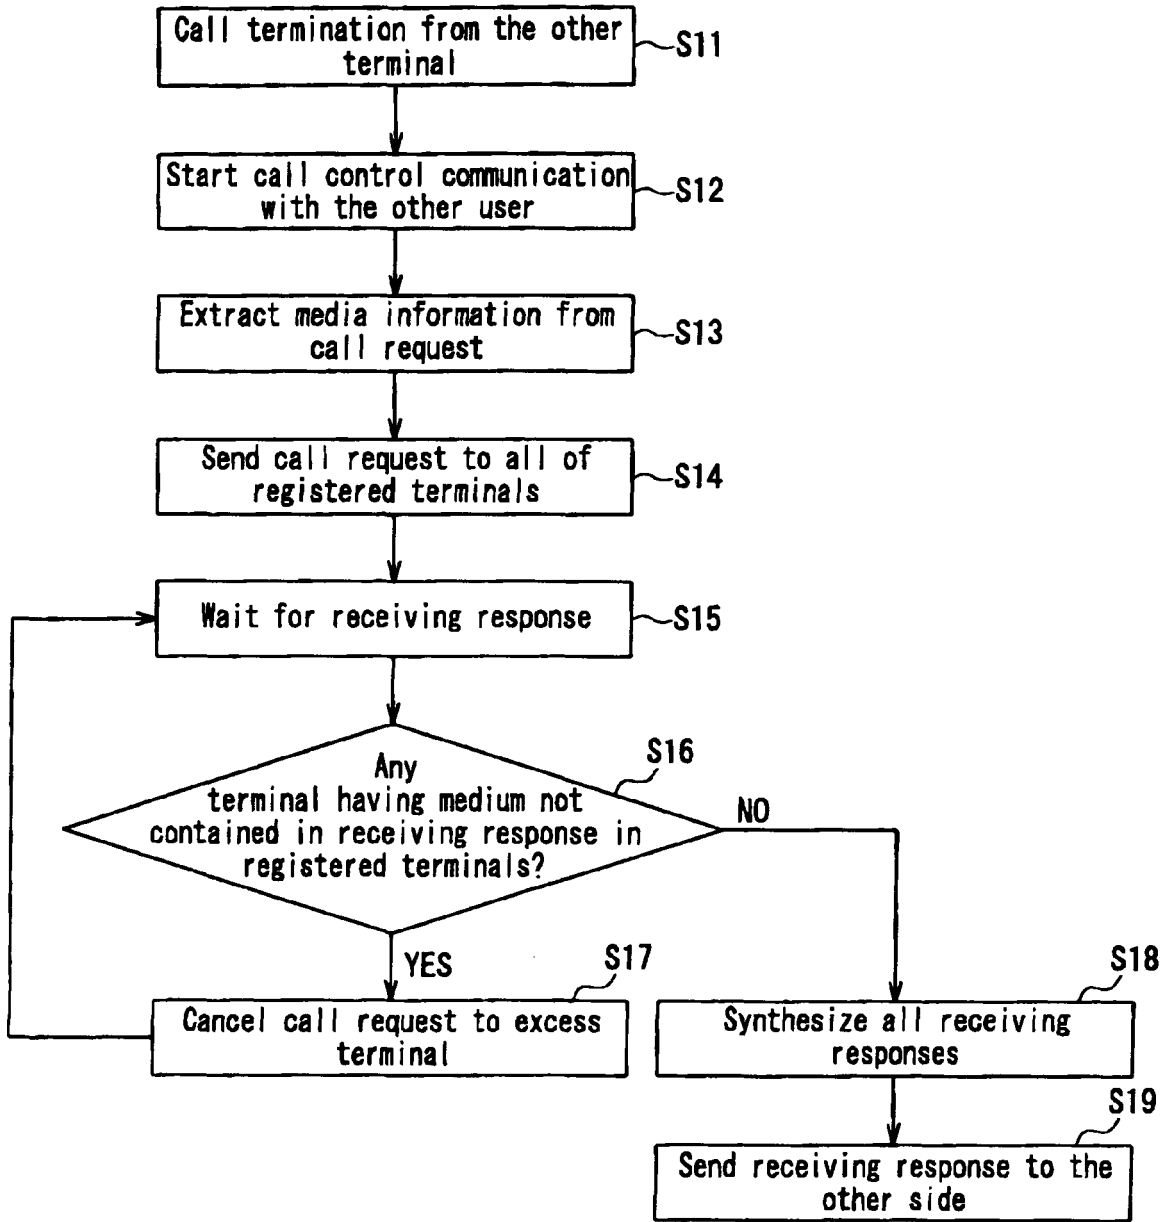 Call termination from the other
terminal
S11
Start call control communication
with the other user
S12
Extract media information from
call request
S13
Send call request to all of
registered terminals
S14
Wait for receiving response
S15
Any
terminal having medium not
contained in receiving response in
registered terminals?
S16
NO
YES
S17
Cancel call request to excess
terminal
S18
Synthesize all receiving
responses
S19
Send receiving response to the
other side